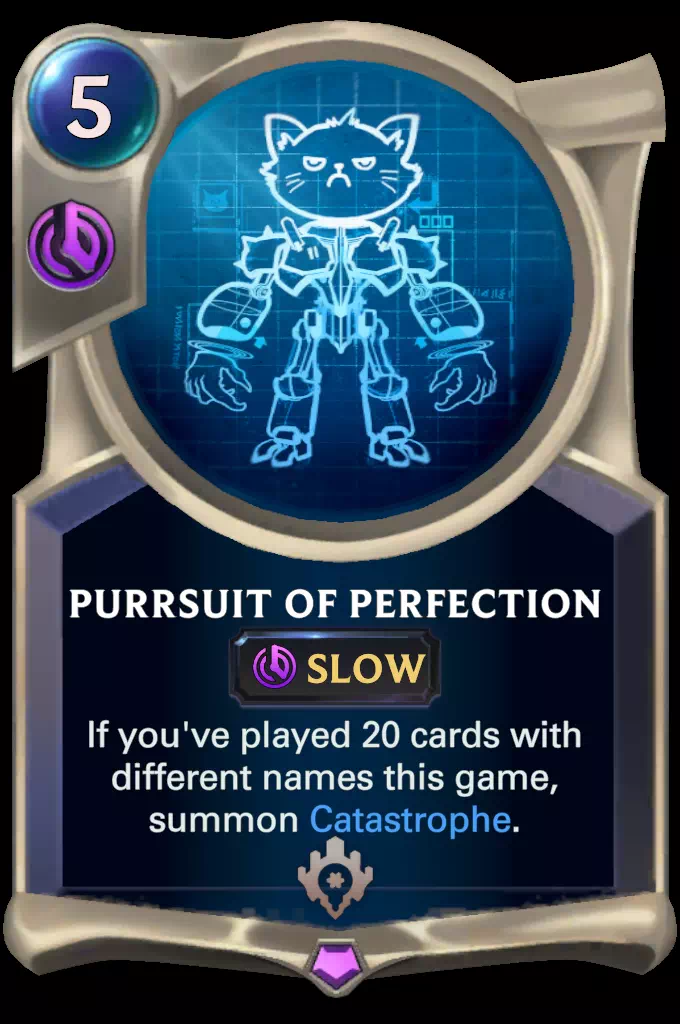 5
PURRSUIT OF PERFECTION
SLOW
If you've played 20 cards with
different names this game,
summon Catastrophe.